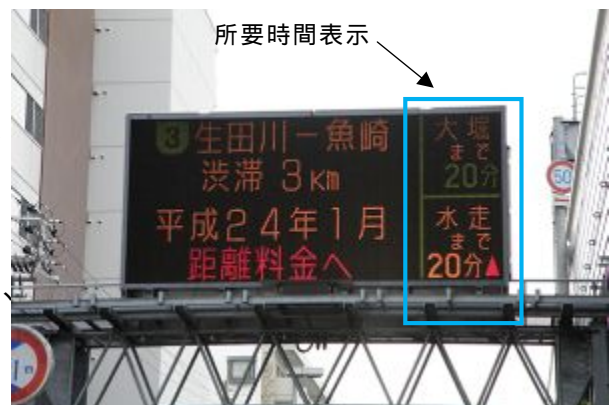 所要時間表示
3 生田川ー魚崎
渋滞 3Km
平成24年1月
距離料金へ
大堀
まで
20分
水走
まで
20分▲
50